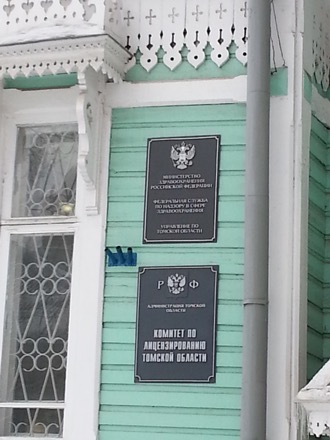 МИНИСТЕРСТВО
ЗДРАВООХРАНЕНИЯ
РОССИЙСКОЙ ФЕДЕРАЦИИ
ФЕДЕРАЛЬНАЯ СЛУЖБА
ПО НАДЗОРУ В СФЕРЕ
ЗДРАВООХРАНЕНИЯ
УПРАВЛЕНИЕ ПО
ТОМСКОЙ ОБЛАСТИ
Р Ф
АДМИНИСТРАЦИЯ ТОМСКОЙ
ОБЛАСТИ
КОМИТЕТ ПО
ЛИЦЕНЗИРОВАНИЮ
ТОМСКОЙ ОБЛАСТИ